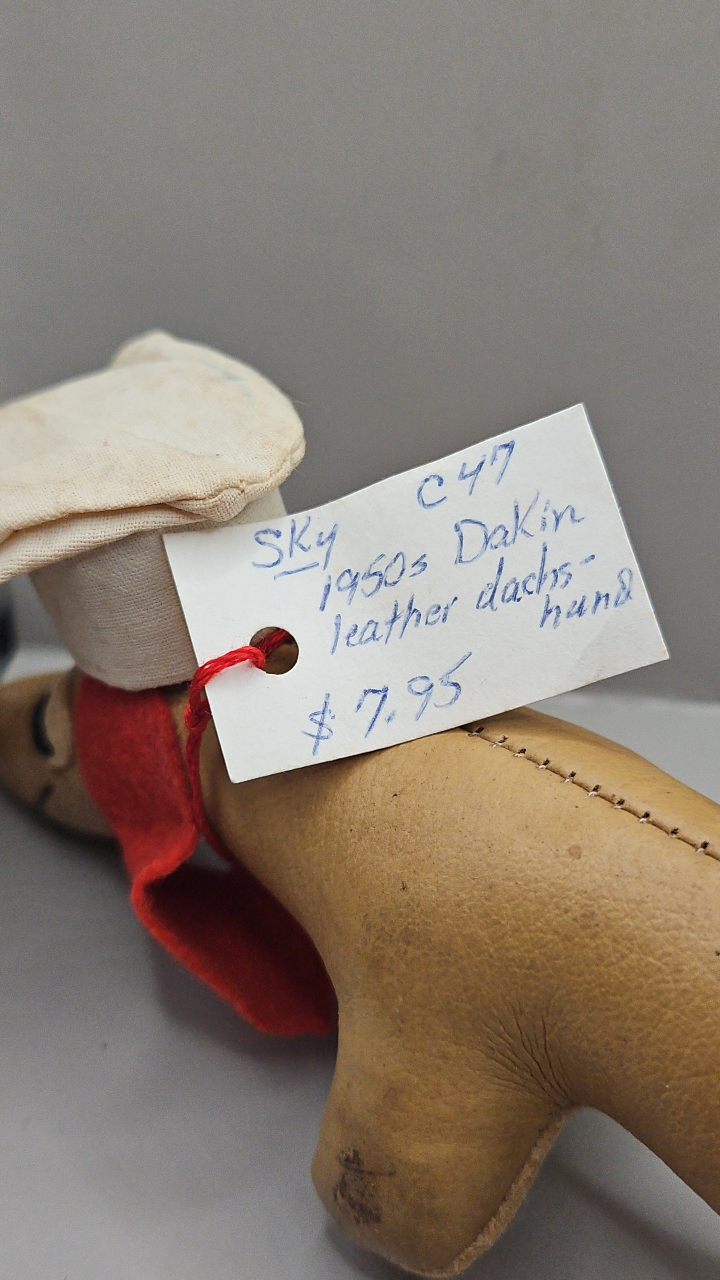 C47
SKy
1950s Dakin
leather dachs-
hund
$7.95